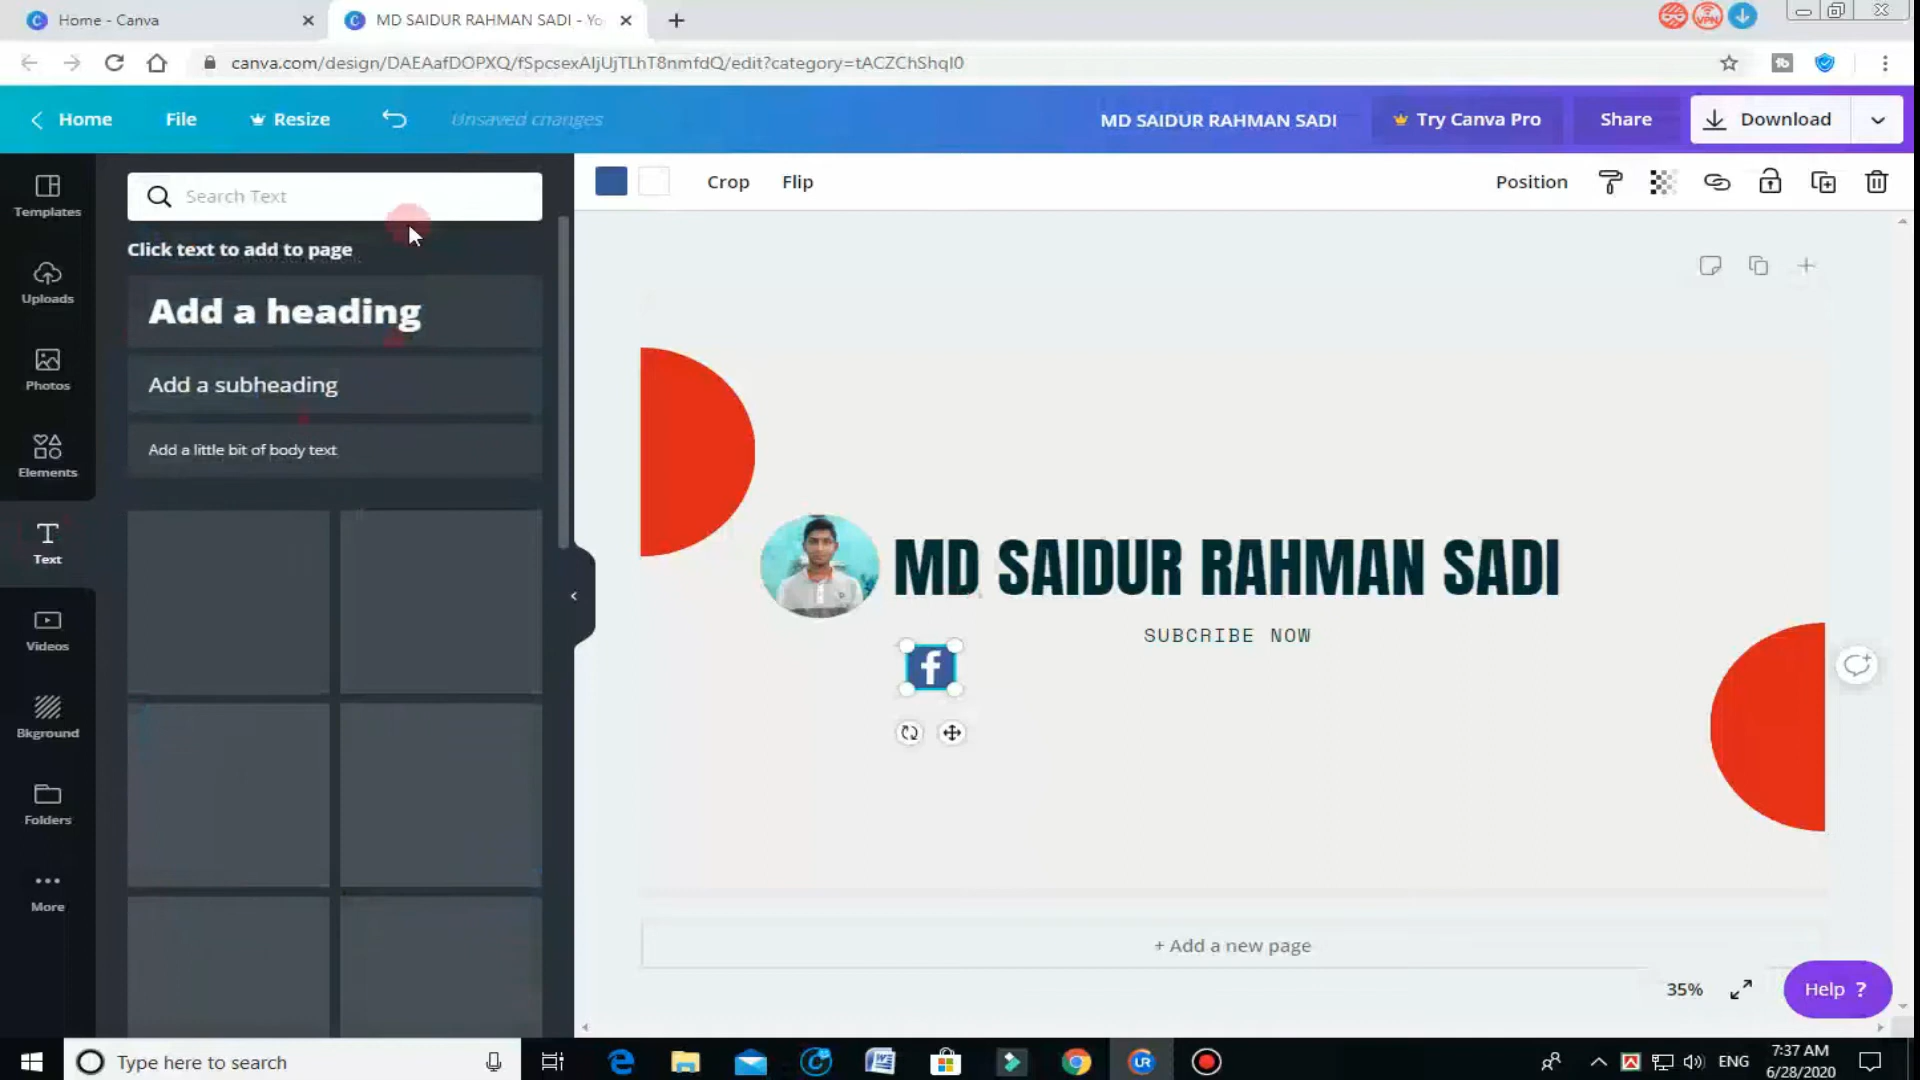 Home - Canva
MD SAIDUR RAHMAN SADI - Yo
canva.com/design/DAEAafDOPXQ/fSpcsexAljUjTLhT8nmfdQ/edit?category=tACZChShqI0
Home
File
Resize
Unsaved changes
MD SAIDUR RAHMAN SADI
Try Canva Pro
Share
Download
Templates
Uploads
Photos
Elements
Text
Videos
Bkground
Folders
More
Search Text
Click text to add to page
Add a heading
Add a subheading
Add a little bit of body text
Crop
Flip
Position
MD SAIDUR RAHMAN SADI
SUBCRIBE NOW
f
+ Add a new page
35%
Help ?
Type here to search
ENG
7:37 AM
6/28/2020